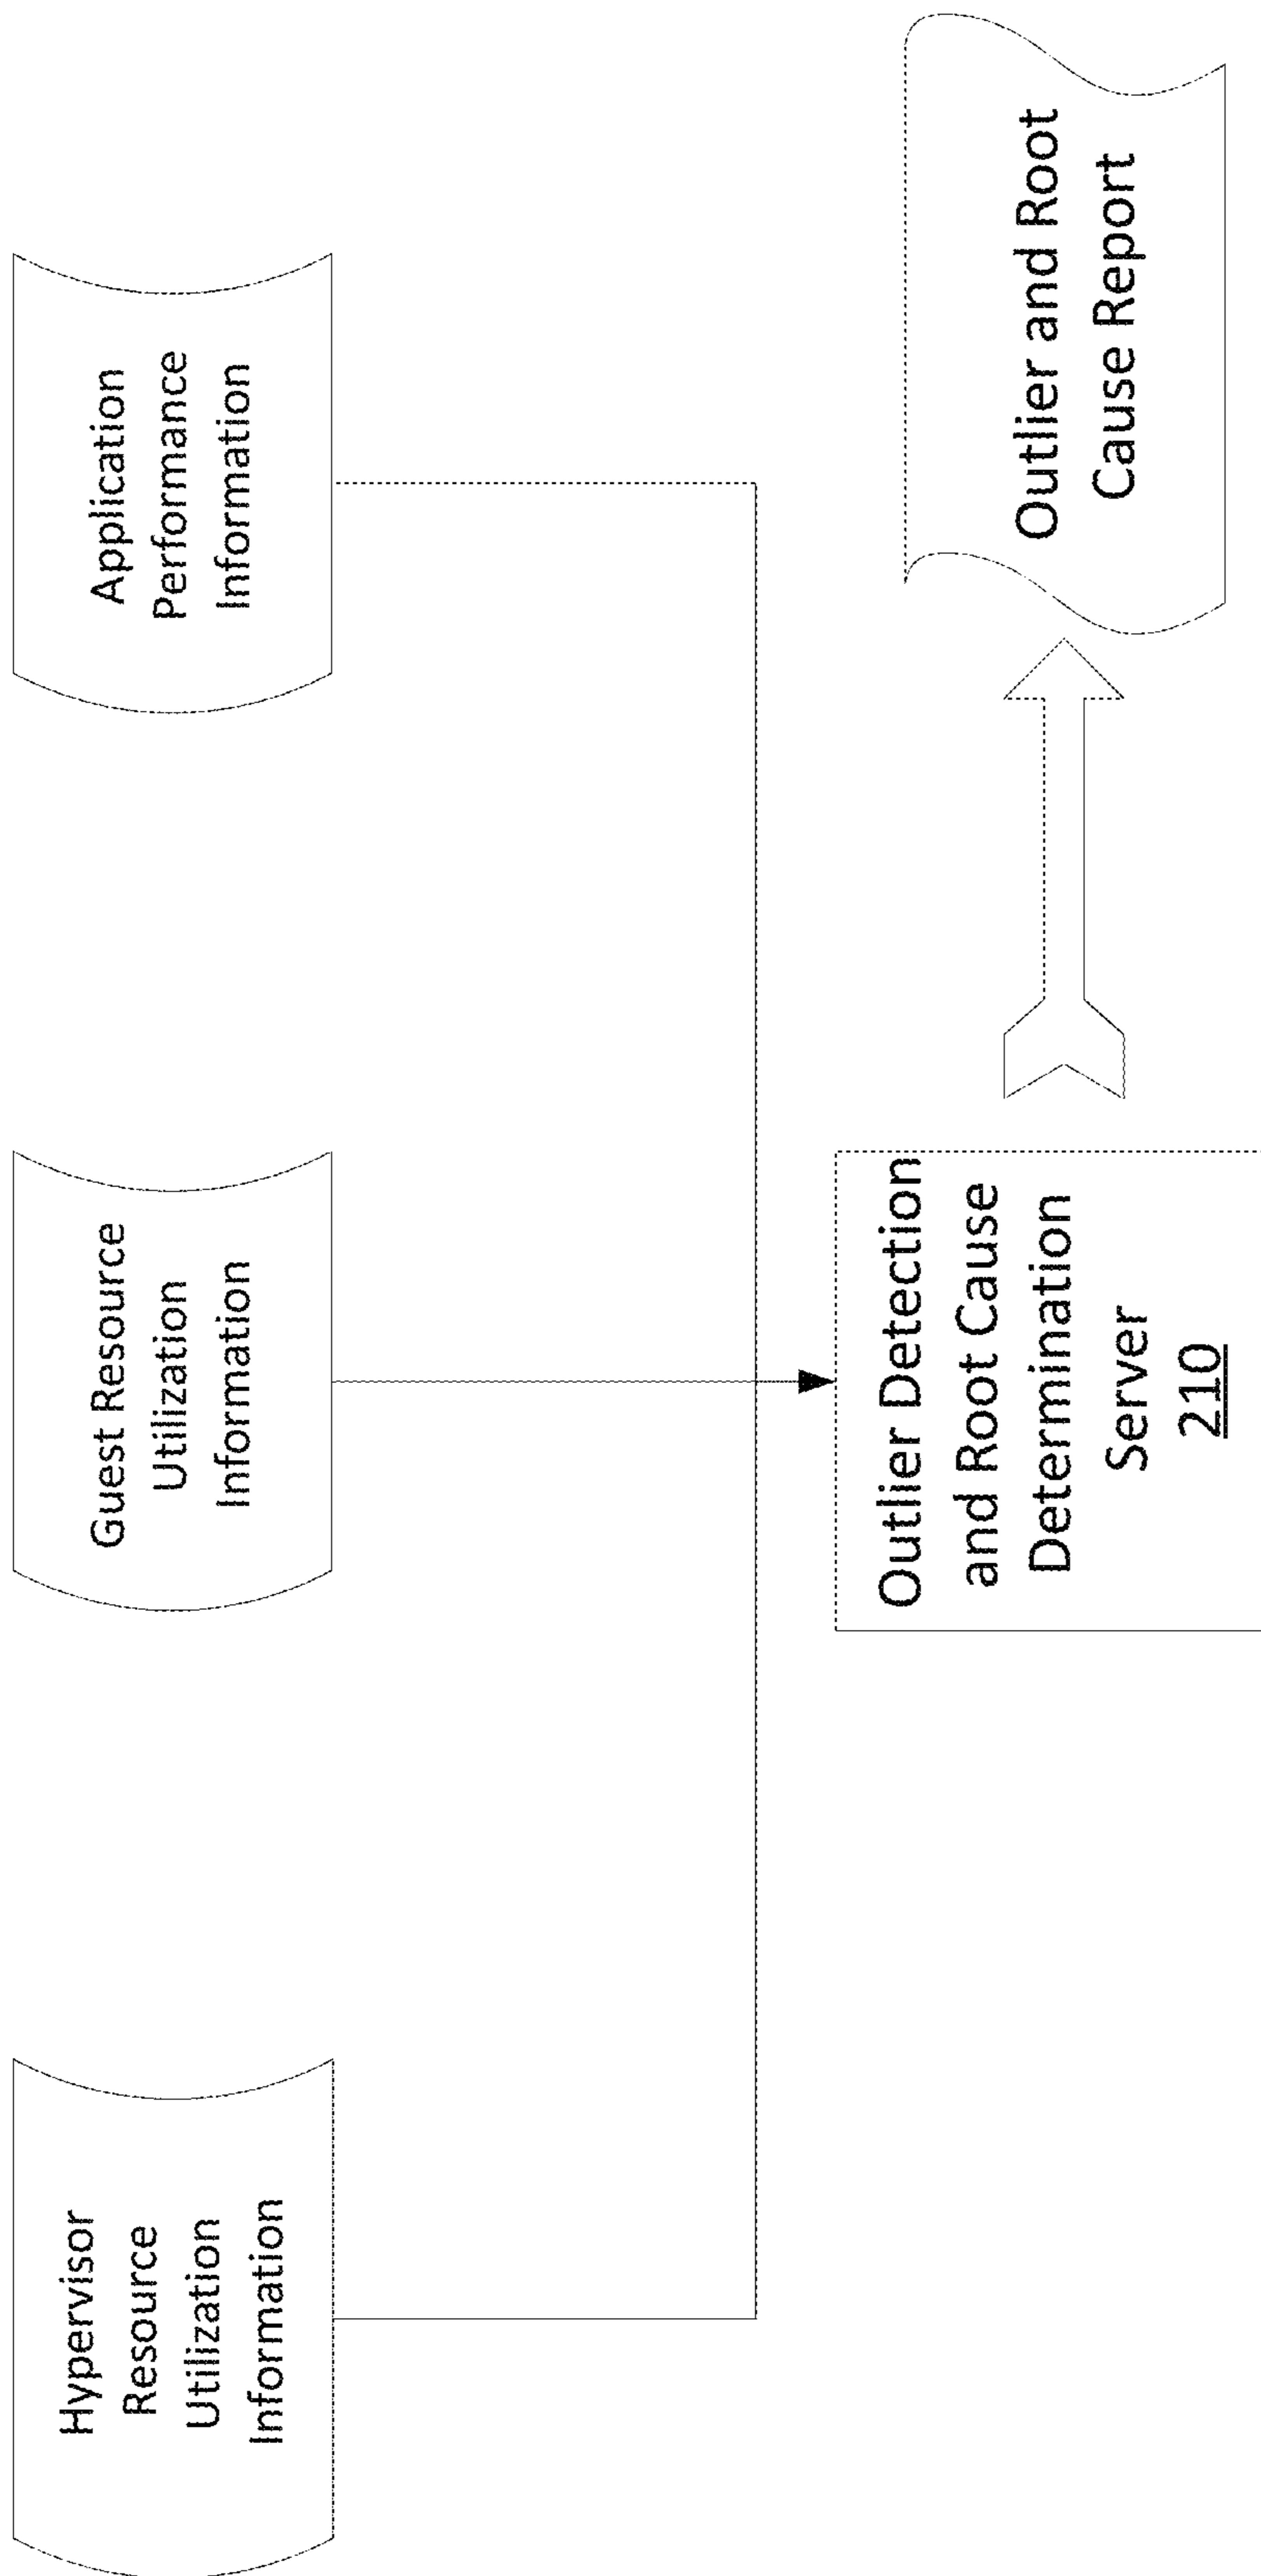 Hypervisor
Resource
Utilization
Information
Guest Resource
Utilization
Information
Application
Performance
Information
Outlier Detection
and Root Cause
Determination
Server
210
Outlier and Root
Cause Report